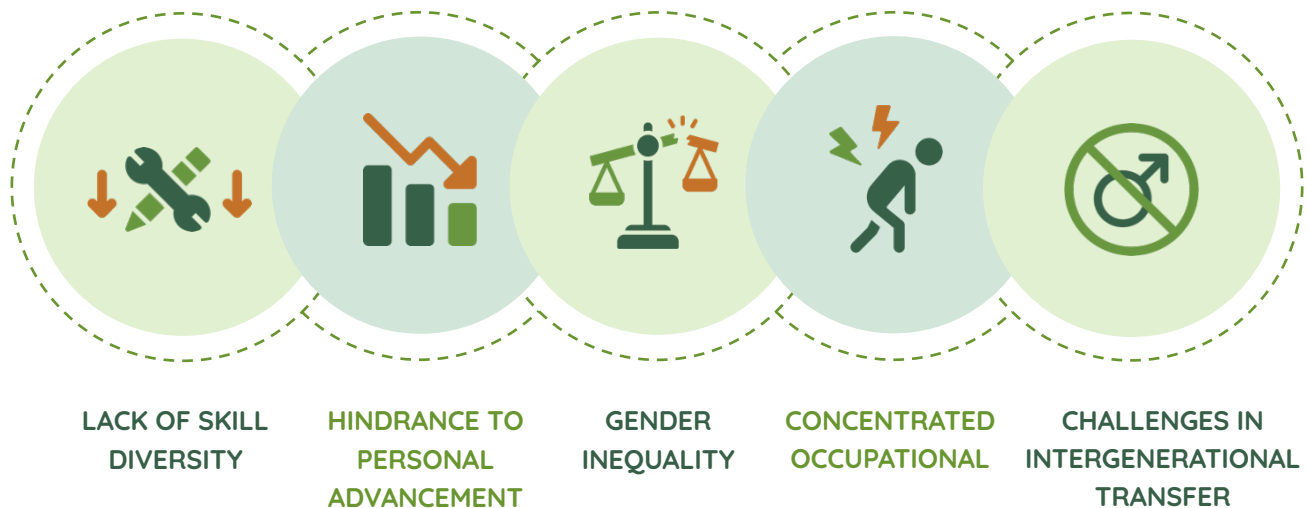 LACK OF SKILL
DIVERSITY
HINDRANCE TO
PERSONAL
ADVANCEMENT
GENDER
INEQUALITY
CONCENTRATED
OCCUPATIONAL
CHALLENGES IN
INTERGENERATIONAL
TRANSFER